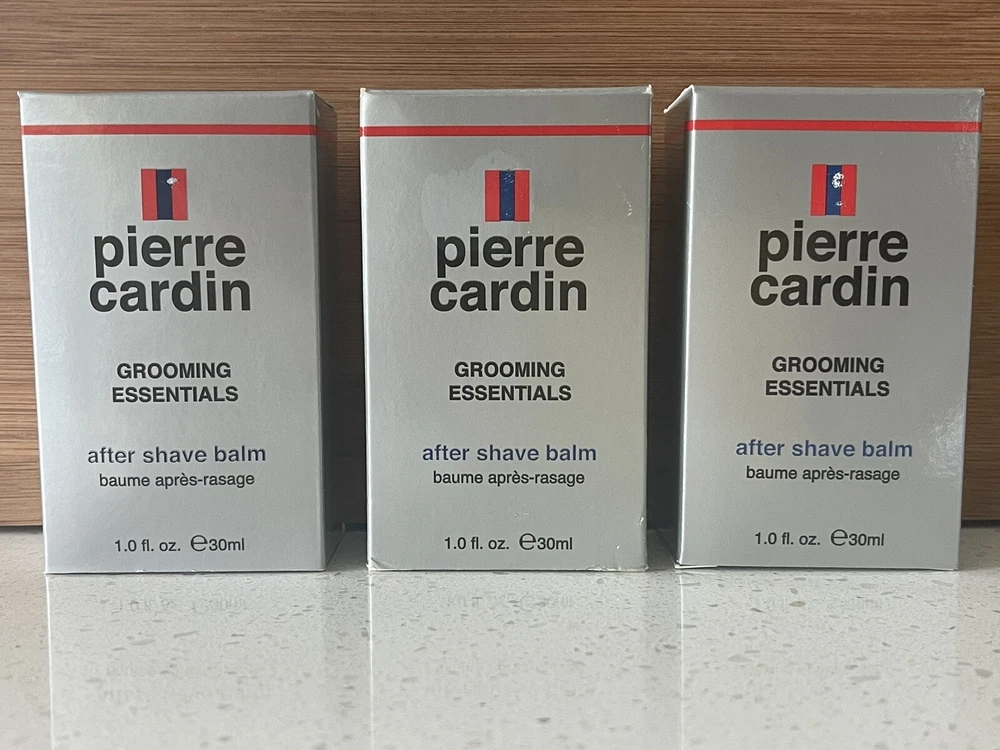 pierre
cardin
GROOMING
ESSENTIALS
after shave balm
baume après-rasage
1.0 fl. oz. ℮30ml
pierre
cardin
GROOMING
ESSENTIALS
after shave balm
baume après-rasage
1.0 fl. oz. ℮30ml
pierre
cardin
GROOMING
ESSENTIALS
after shave balm
baume après-rasage
1.0 fl. oz. ℮30ml